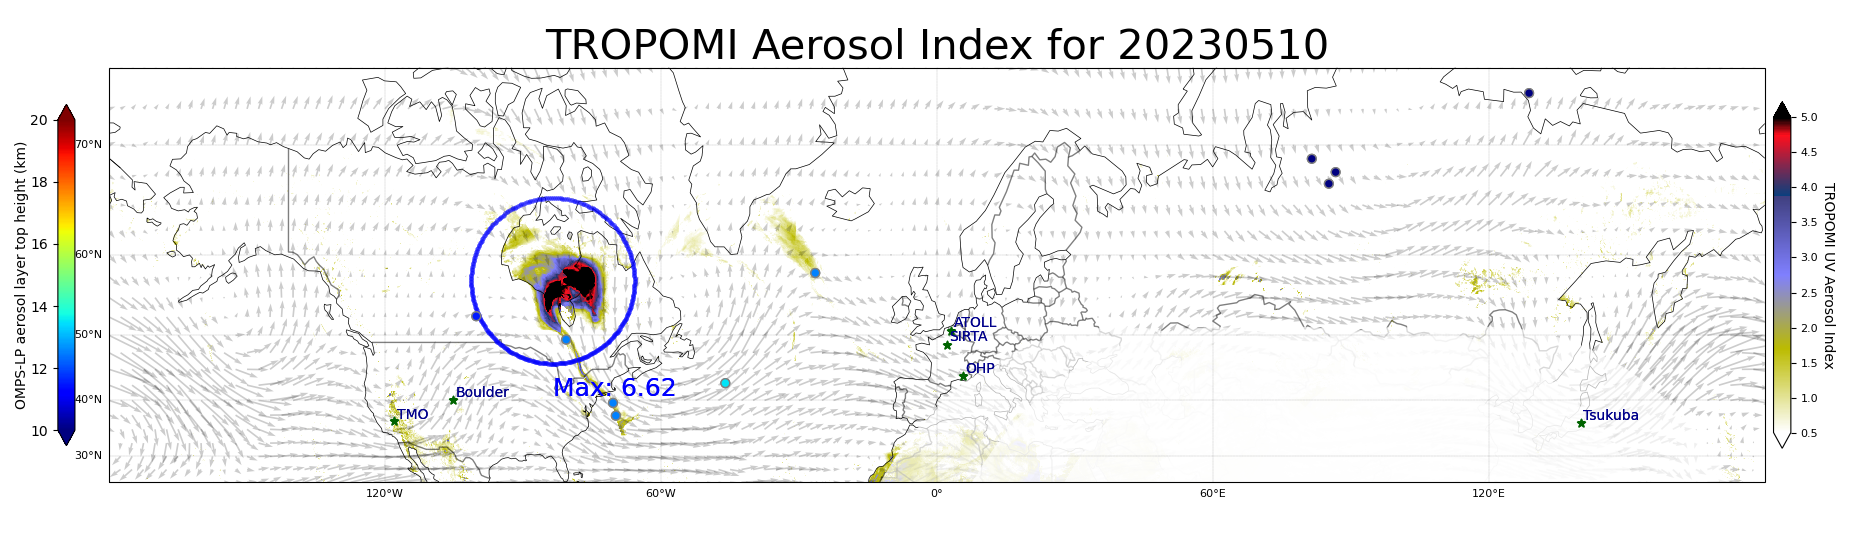 TROPOMI Aerosol Index for 20230510
OMPS-LP aerosol layer top height (km)
20
18
16
14
12
10
70°N
60°N
50°N
40°N
30°N
120°W
60°W
0°
60°E
120°E
ATOLL
SIRTA
OHP
Boulder
TMO
Tsukuba
Max: 6.62
5.0
4.5
4.0
3.5
3.0
2.5
2.0
1.5
1.0
0.5
TROPOMI UV Aerosol Index